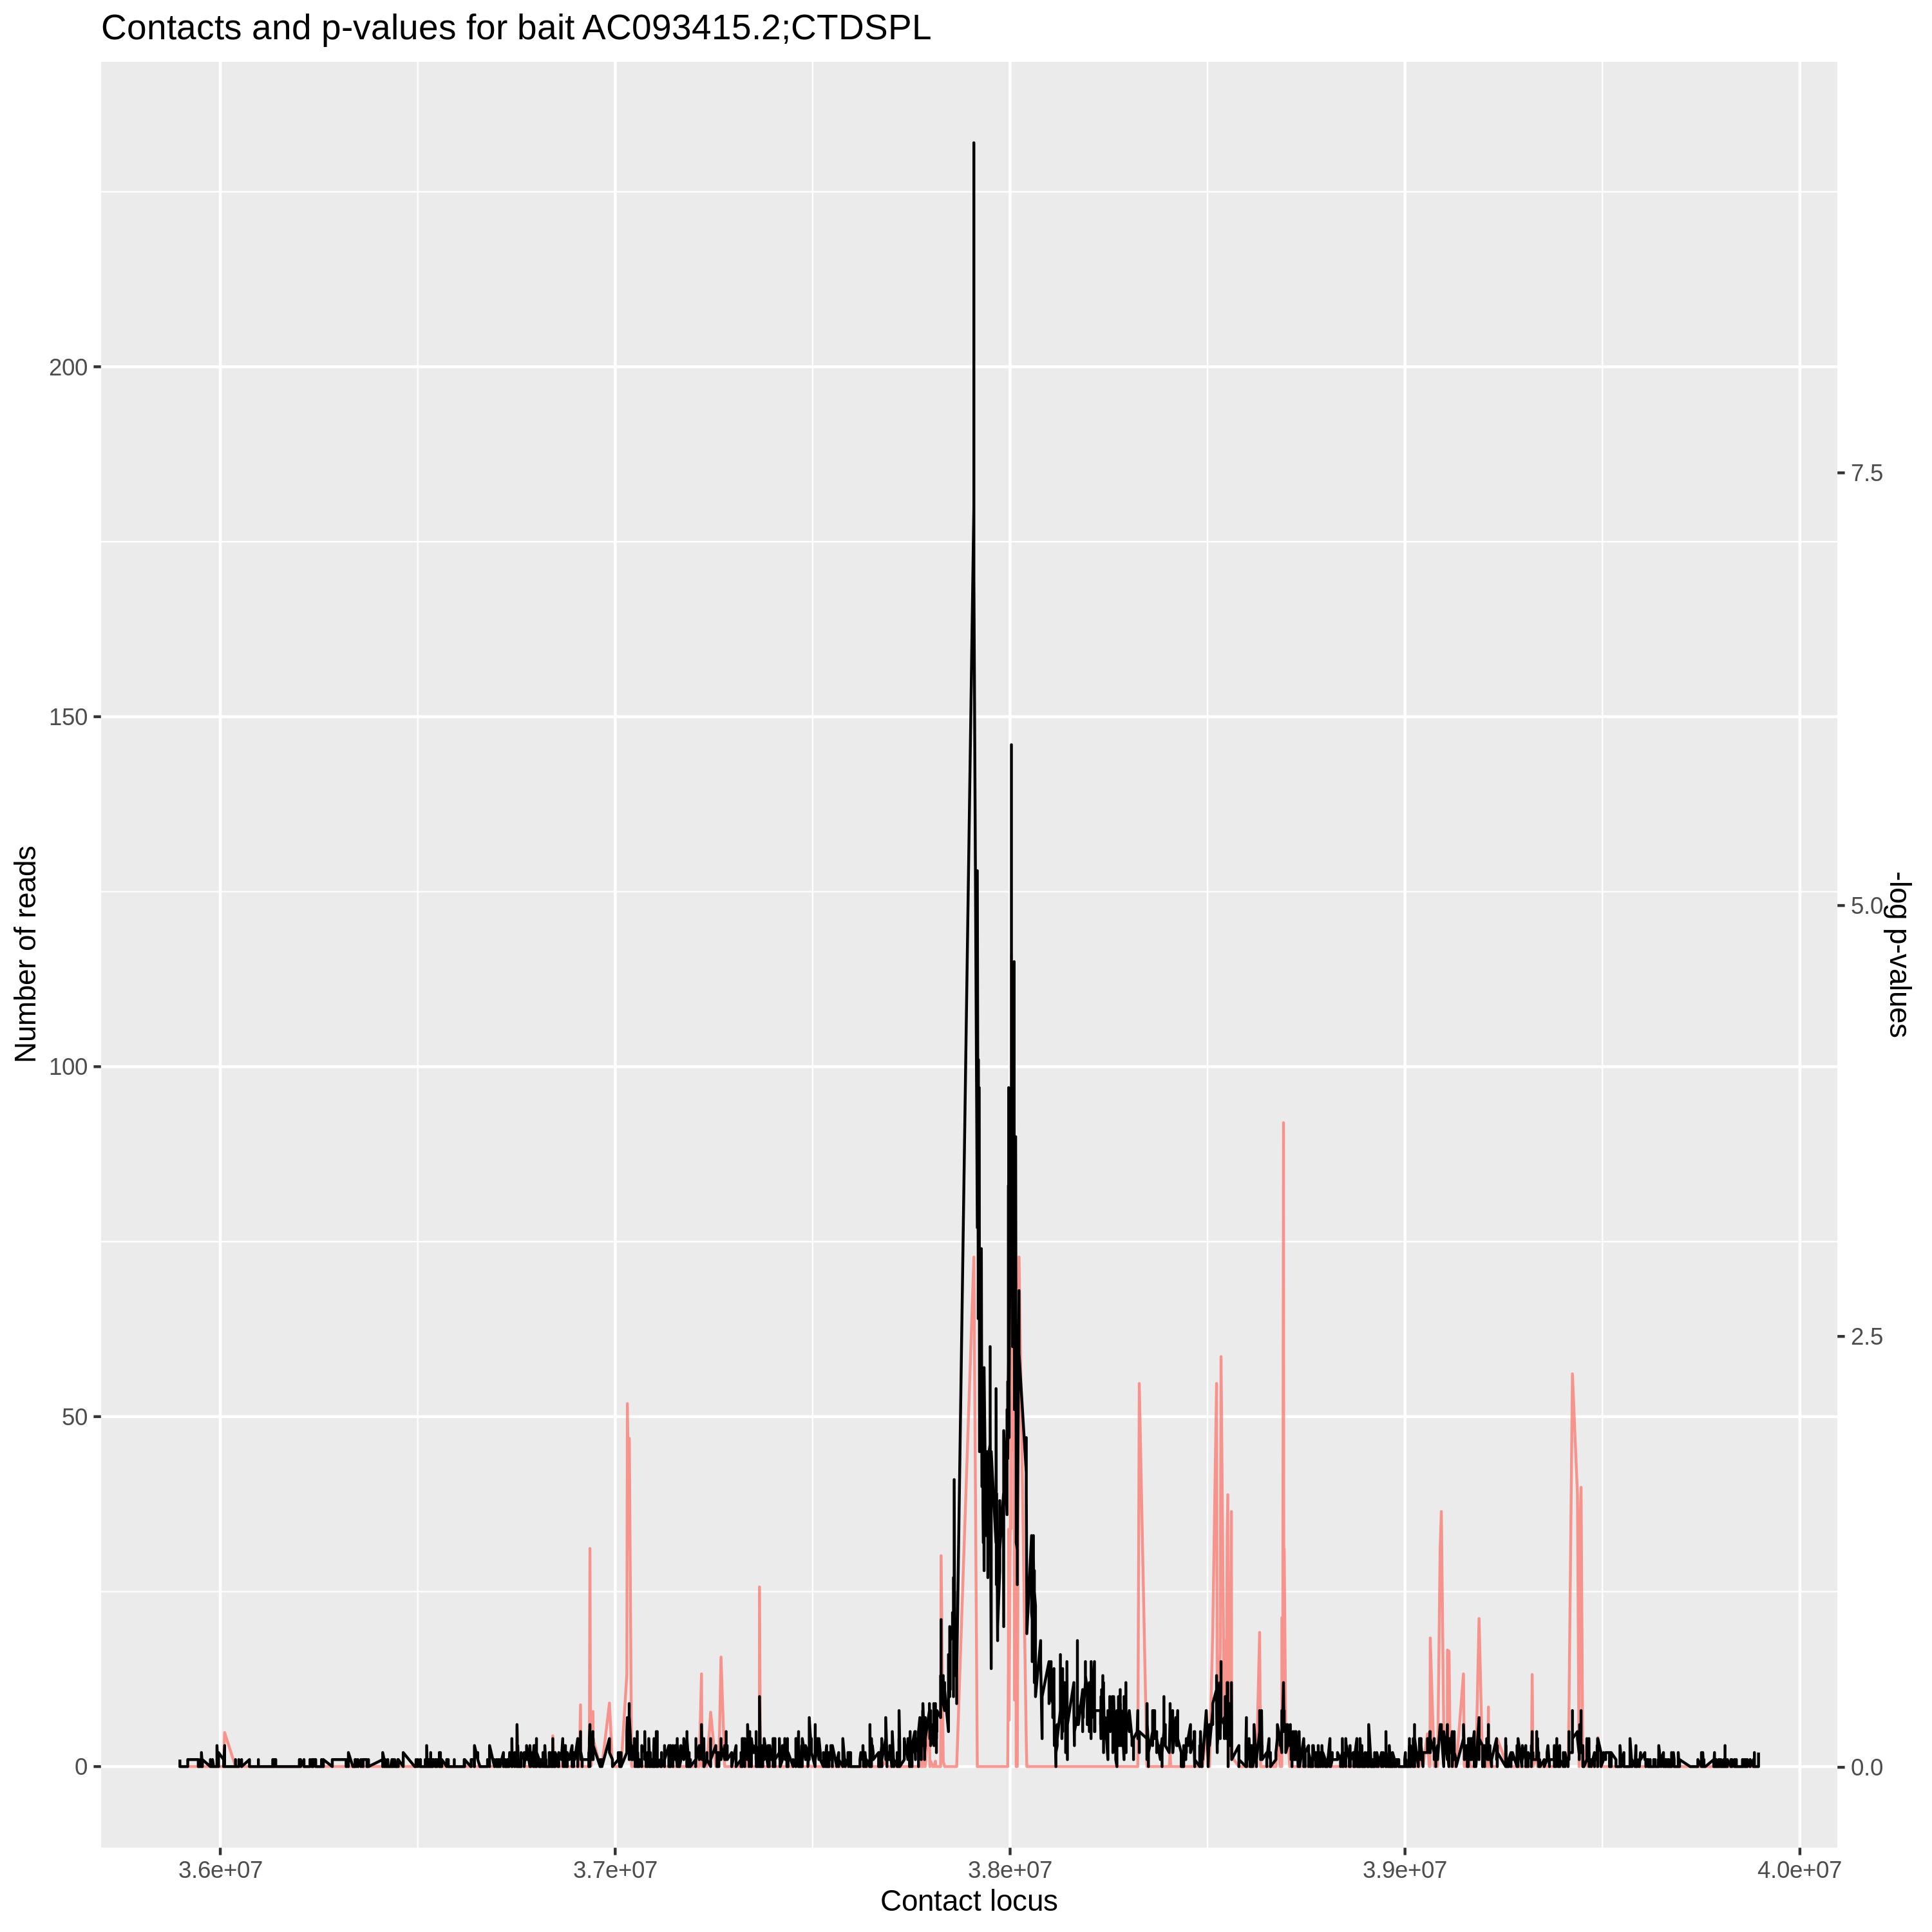 Contacts and p-values for bait AC093415.2;CTDSPL
200
150
100
50
0
Number of reads
7.5
5.0
2.5
0.0
-log p-values
3.6e+07 3.7e+07 3.8e+07 3.9e+07 4.0e+07
Contact locus